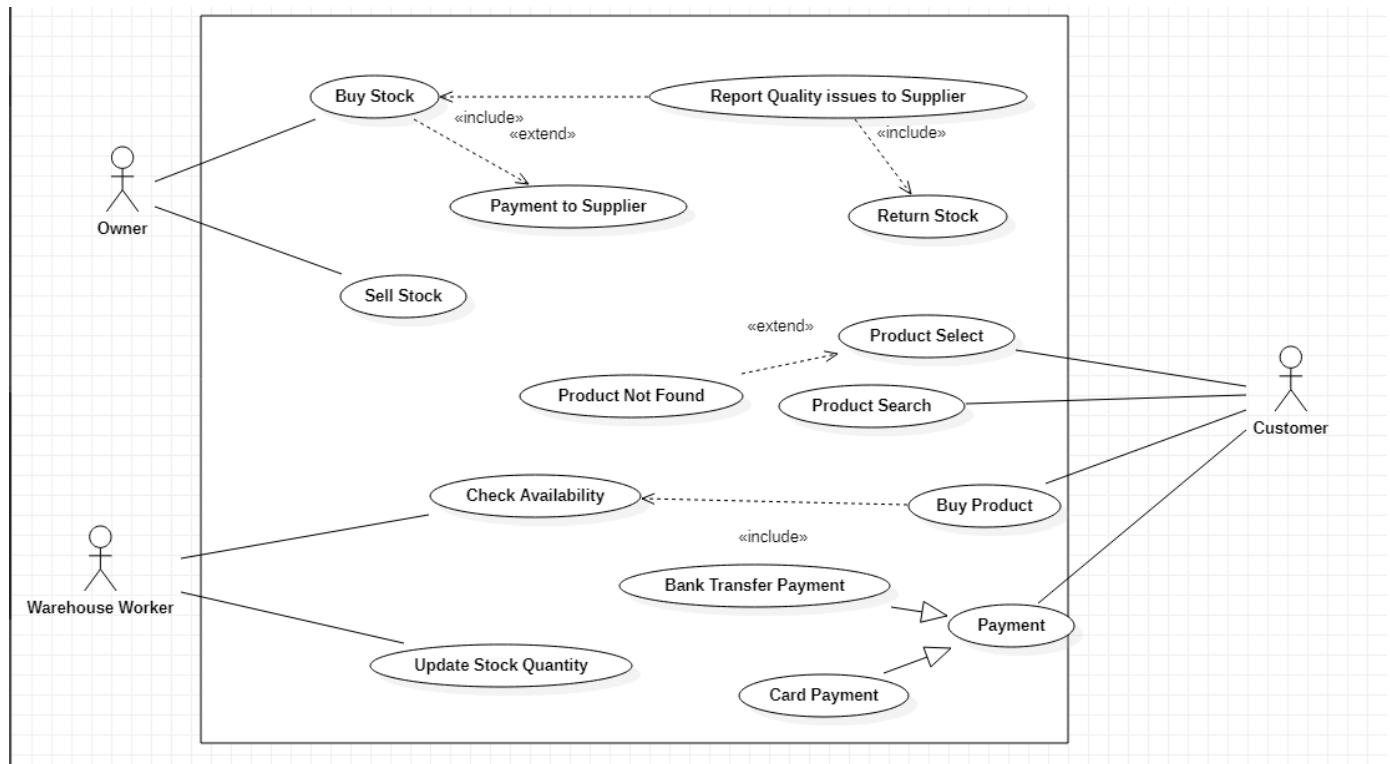 Buy Stock
Report Quality issues to Supplier
«include»
«extend»
«include»
Payment to Supplier
Return Stock
Owner
Sell Stock
«extend»
Product Select
Product Not Found
Product Search
Customer
Check Availability
Buy Product
«include»
Bank Transfer Payment
Warehouse Worker
Payment
Update Stock Quantity
Card Payment